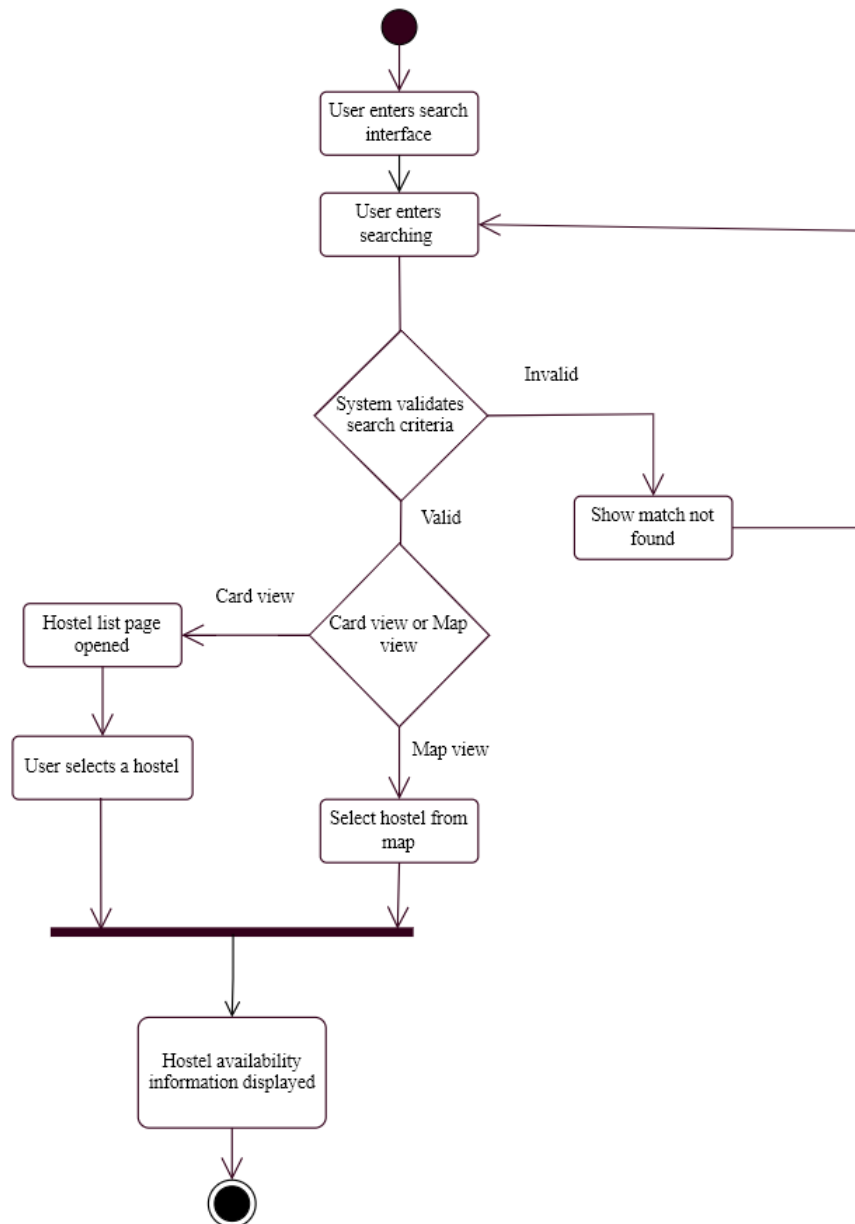 User enters search
interface
User enters
searching
Invalid
System validates
search criteria
Valid
Show match not
found
Card view
Hostel list page
opened
Card view or Map
view
User selects a hostel
Map view
Select hostel from
map
Hostel availability
information displayed